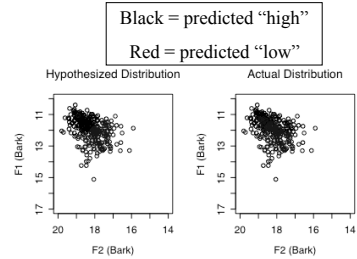 Black = predicted “high”
Red = predicted “low”
Hypothesized Distribution
Actual Distribution
F1 (Bark)
11
13
15
17
20
18
16
14
F2 (Bark)
F1 (Bark)
11
13
15
17
20
18
16
14
F2 (Bark)